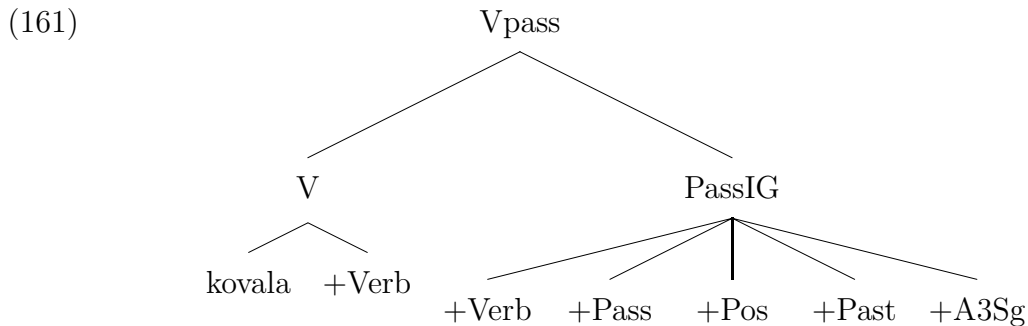 (161) Vpass
V PassIG
kovala +Verb
+Verb +Pass +Pos +Past +A3Sg